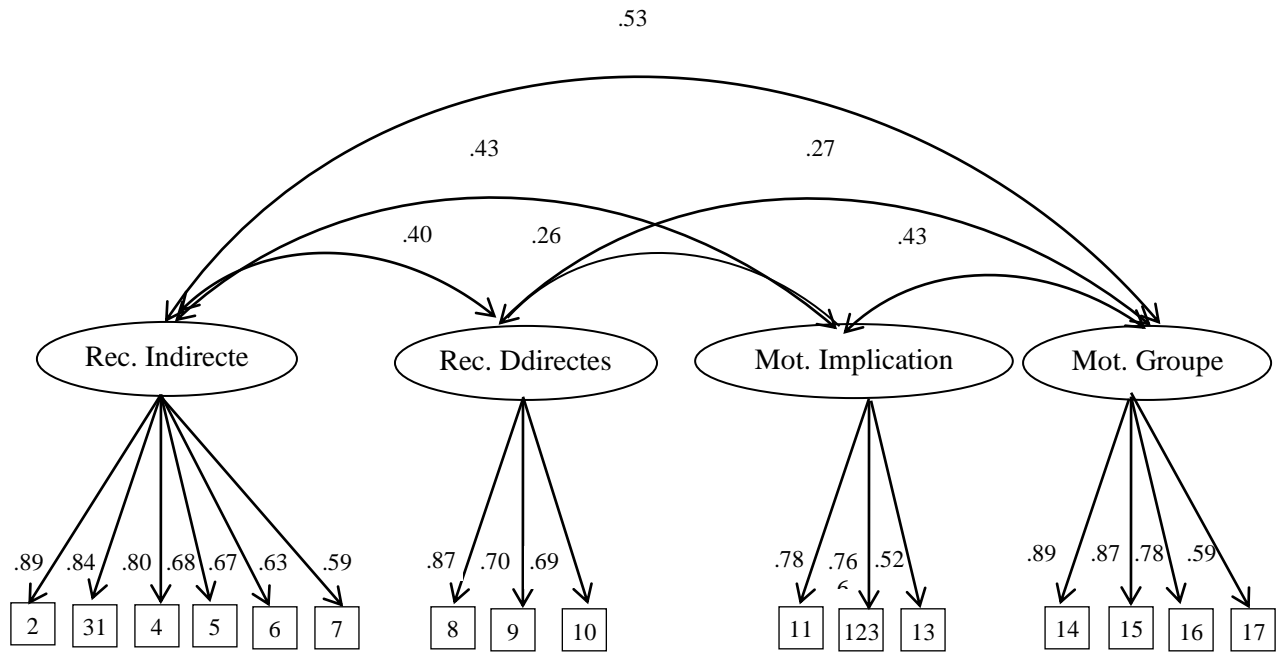 .53
.43 .27
.40 .26 .43
Rec. Indirecte Rec. Ddirectes Mot. Implication Mot. Groupe
.89 .84 .80 .68 .67 .63 .59 .87 .70 .69 .78 .76 .52 .89 .87 .78 .59
2 31 4 5 6 7 8 9 10 11 123 13 14 15 16 17